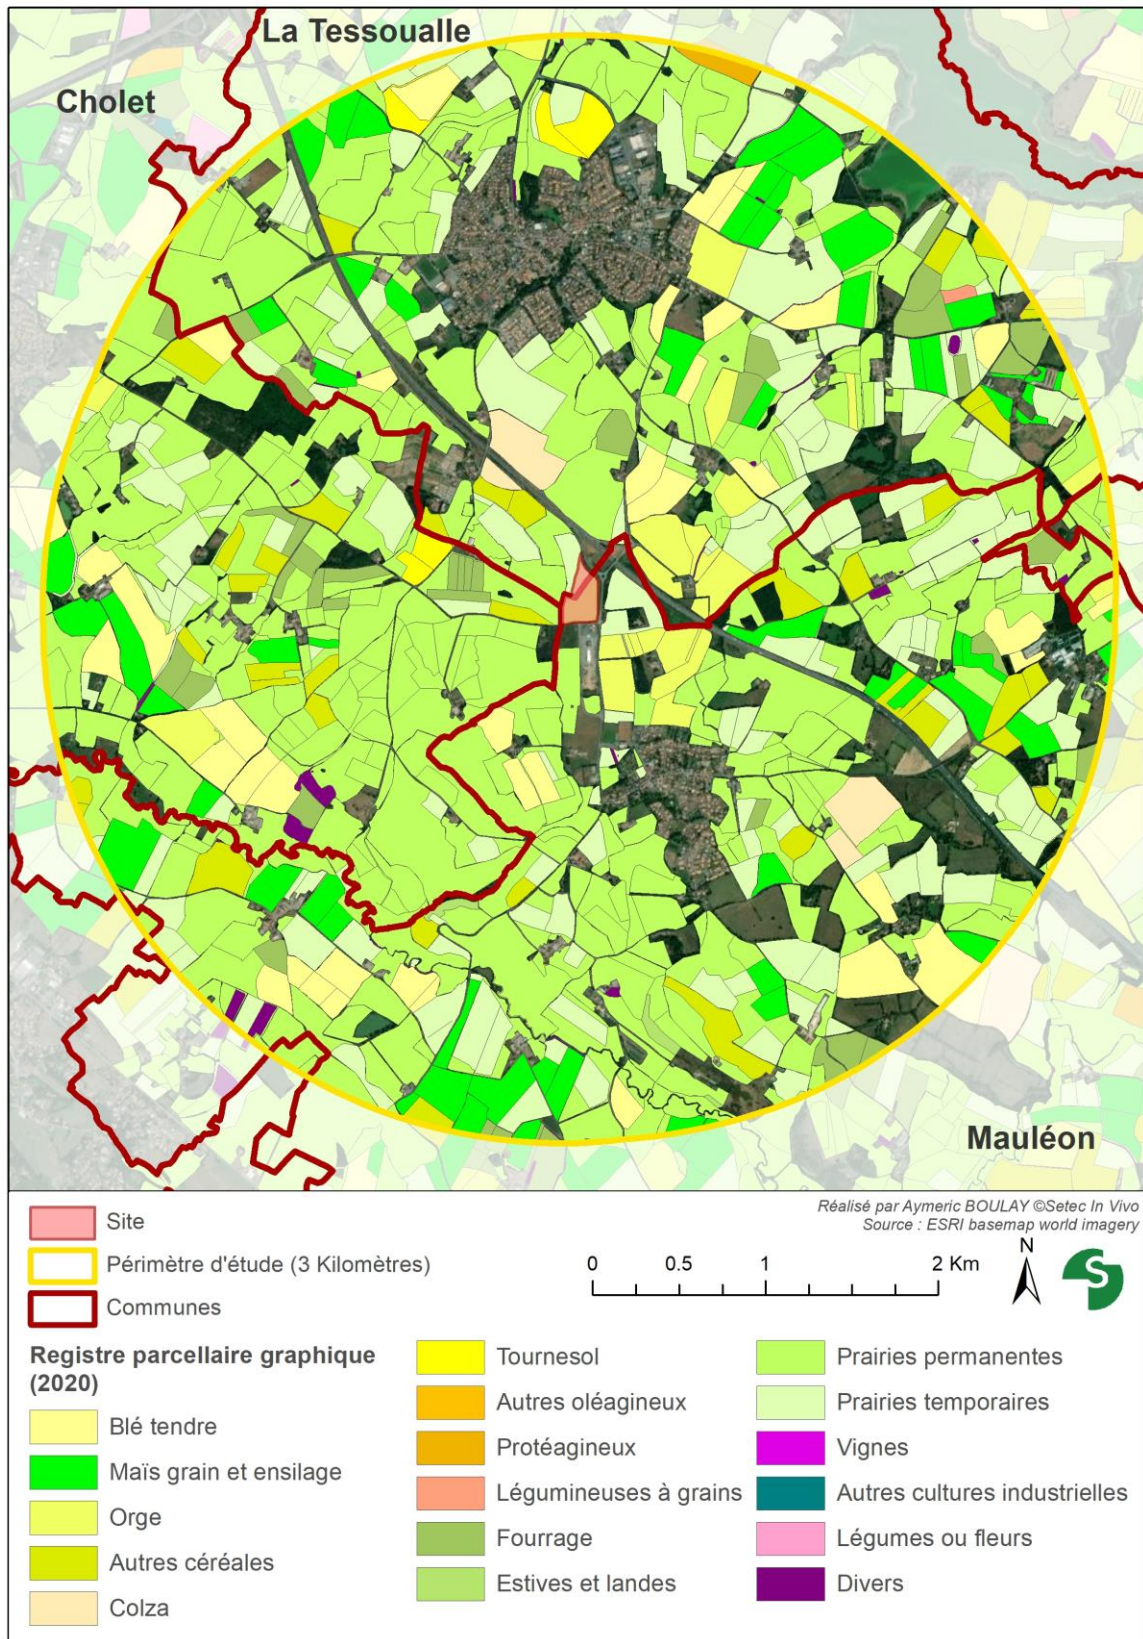 La Tessoualle
Cholet
Mauléon
Réalisé par Aymeric BOULAY ©Setec In Vivo
Source : ESRI basemap world imagery
Site
Périmètre d'étude (3 Kilomètres)
Communes
0 0.5 1 2 Km
N
S
Registre parcellaire graphique
(2020)
Blé tendre
Maïs grain et ensilage
Orge
Autres céréales
Colza
Tournesol
Autres oléagineux
Protéagineux
Légumineuses à grains
Fourrage
Estives et landes
Prairies permanentes
Prairies temporaires
Vignes
Autres cultures industrielles
Légumes ou fleurs
Divers